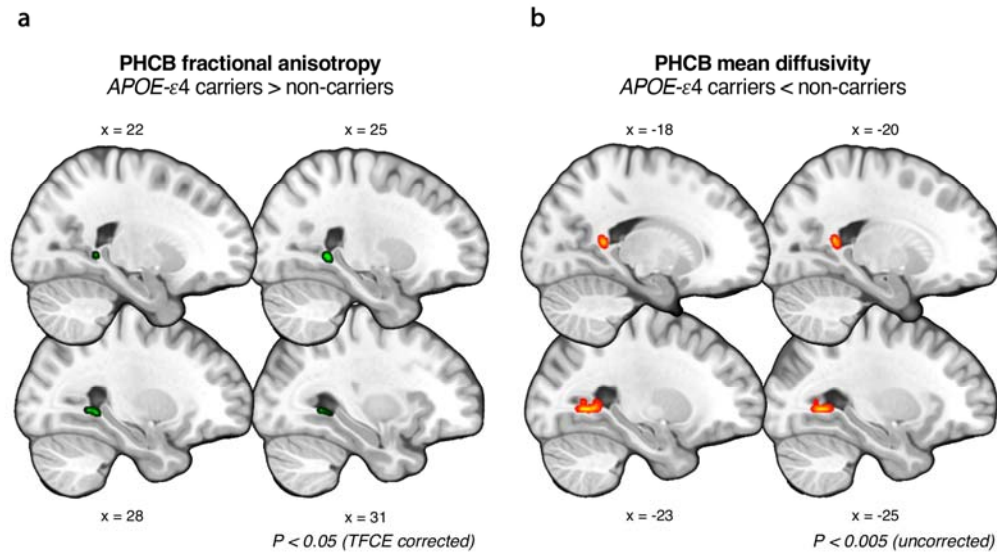 a
PHCB fractional anisotropy
APOE-ε4 carriers > non-carriers
x = 22
x = 25
x = 28
x = 31
P < 0.05 (TFCE corrected)
b
PHCB mean diffusivity
APOE-ε4 carriers < non-carriers
x = -18
x = -20
x = -23
x = -25
P < 0.005 (uncorrected)